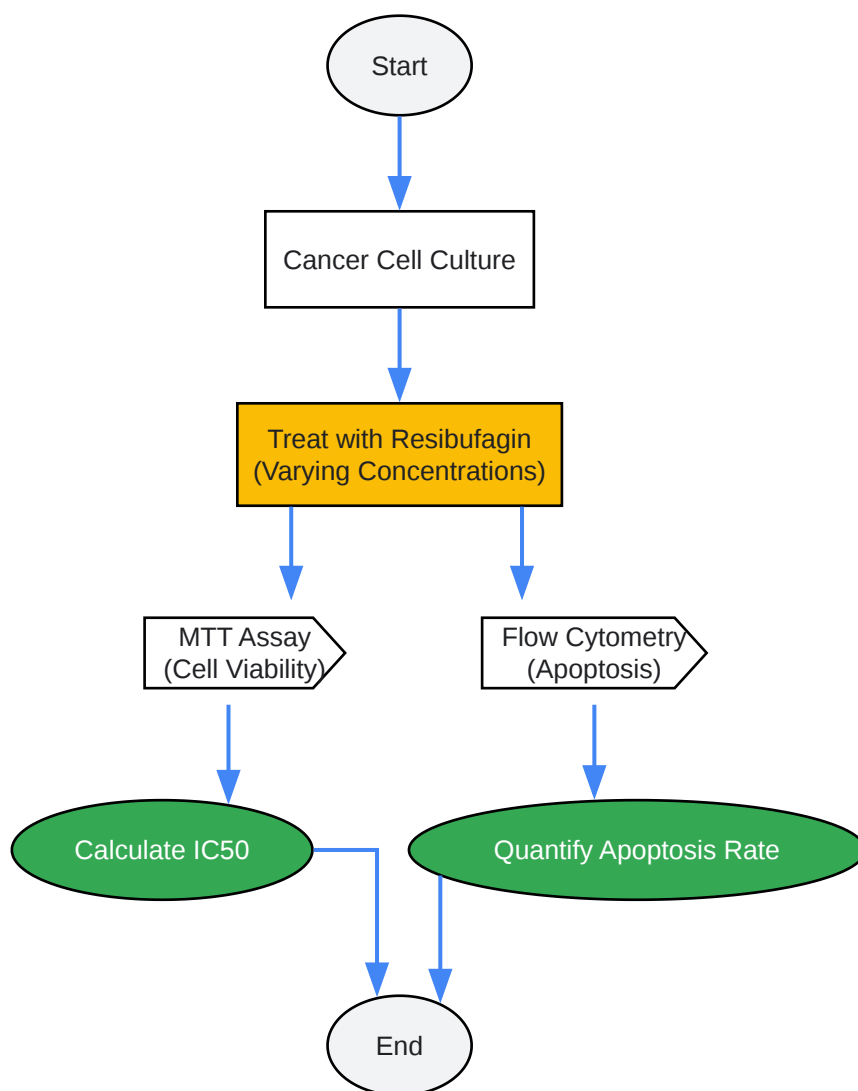 Start
Cancer Cell Culture
Treat with Resibufagin
(Varying Concentrations)
MTT Assay
(Cell Viability)
Flow Cytometry
(Apoptosis)
Calculate IC50
Quantify Apoptosis Rate
End